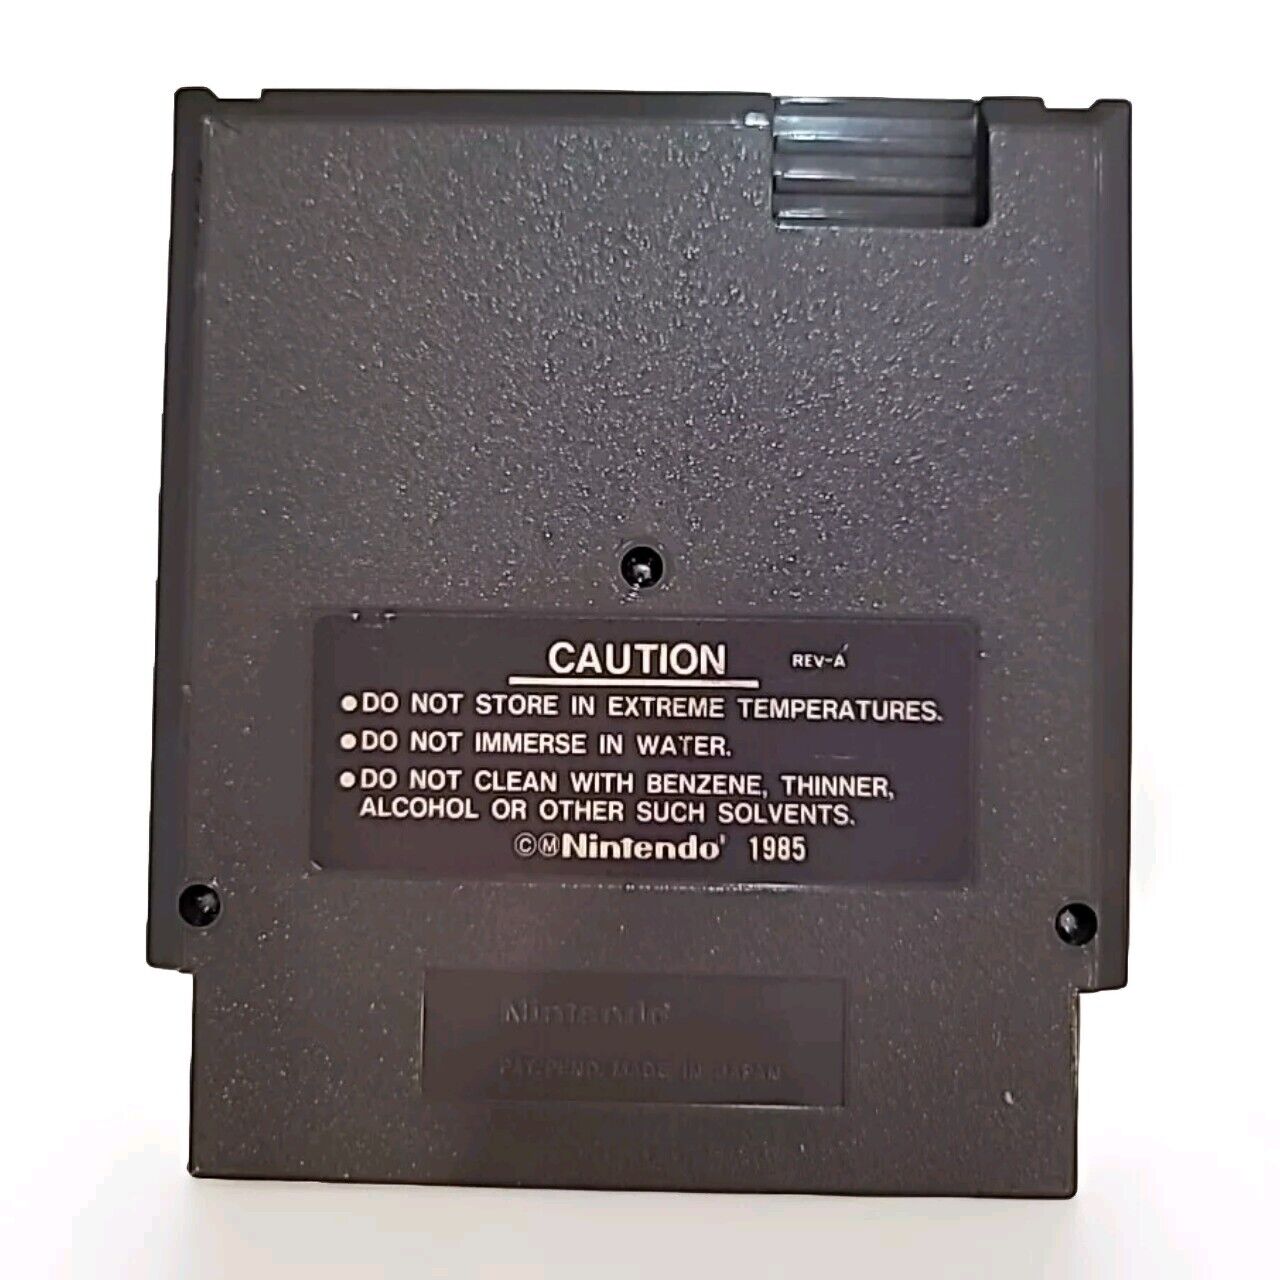 CAUTION REV-A
●DO NOT STORE IN EXTREME TEMPERATURES.
●DO NOT IMMERSE IN WATER.
●DO NOT CLEAN WITH BENZENE, THINNER,
ALCOHOL OR OTHER SUCH SOLVENTS.
©ⓂNintendo® 1985
Nintendo
PAT. PEND. MADE IN JAPAN